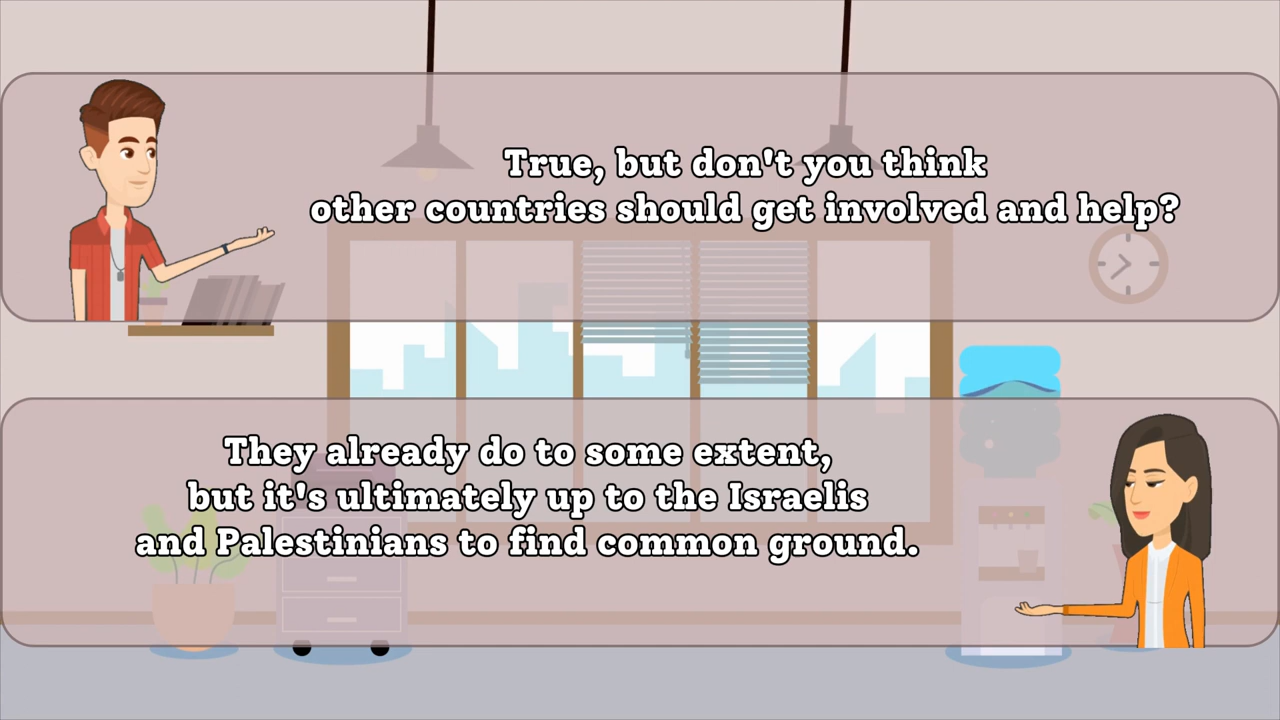 True, but don't you think
other countries should get involved and help?
They already do to some extent,
but it's ultimately up to the Israelis
and Palestinians to find common ground.